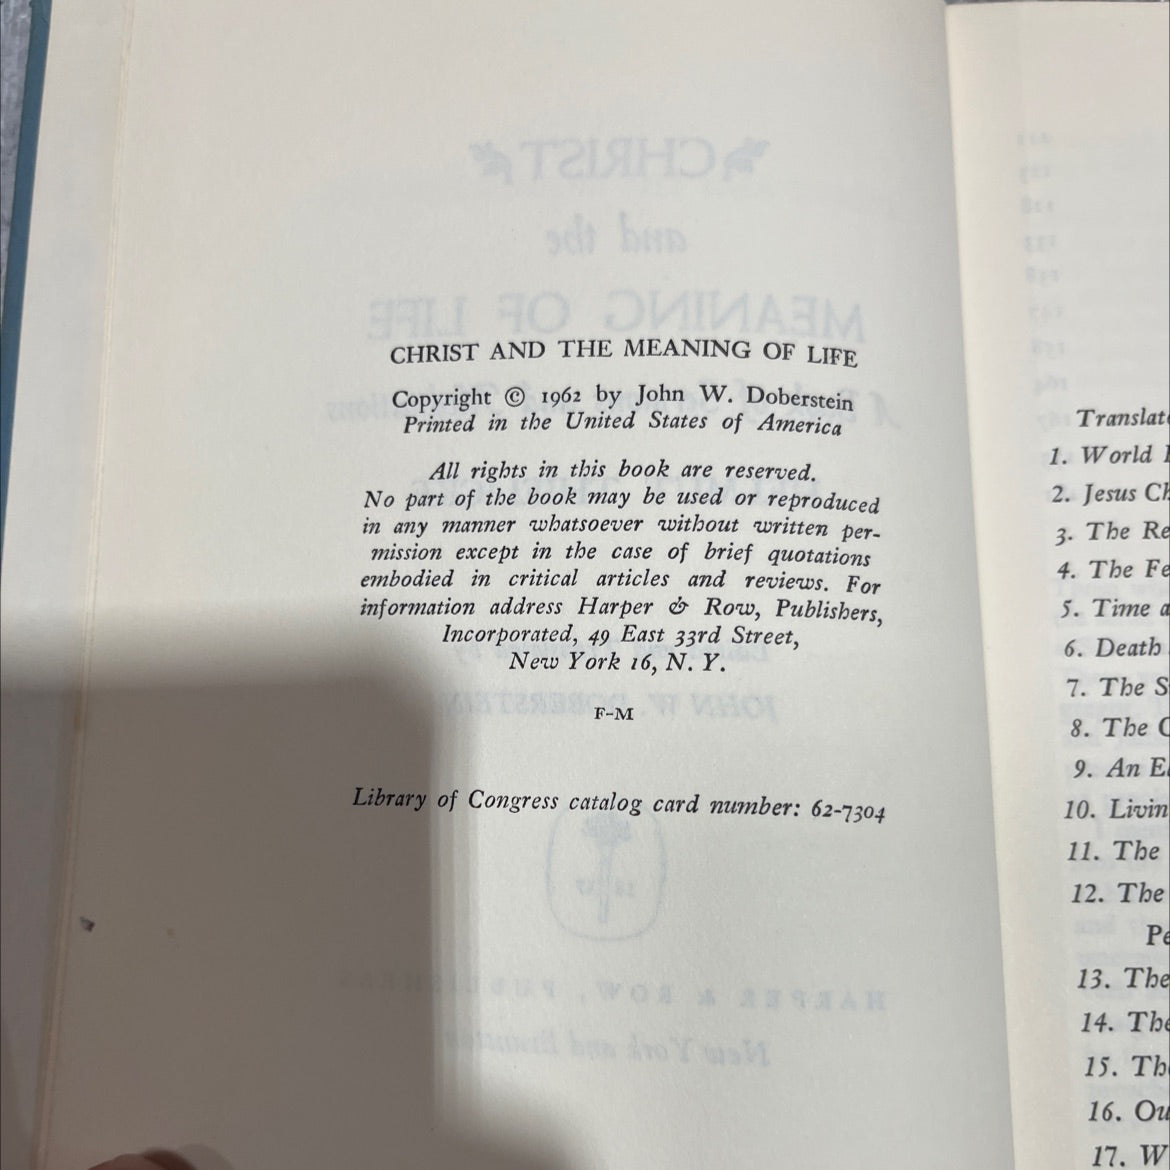 CHRIST AND THE MEANING OF LIFE
Copyright © 1962 by John W. Doberstein
Printed in the United States of America
All rights in this book are reserved.
No part of the book may be used or reproduced
in any manner whatsoever without written per-
mission except in the case of brief quotations
embodied in critical articles and reviews. For
information address Harper & Row, Publishers,
Incorporated, 49 East 33rd Street,
New York 16, N. Y.
F-M
Library of Congress catalog card number: 62-7304
Translat
1. World
2. Jesus Ch
3. The Re
4. The Fe
5. Time a
6. Death
7. The S
8. The
9. An E
10. Livin
11. The
12. The
Pe
13. The
14. The
15. Th
16. Ou
17. W